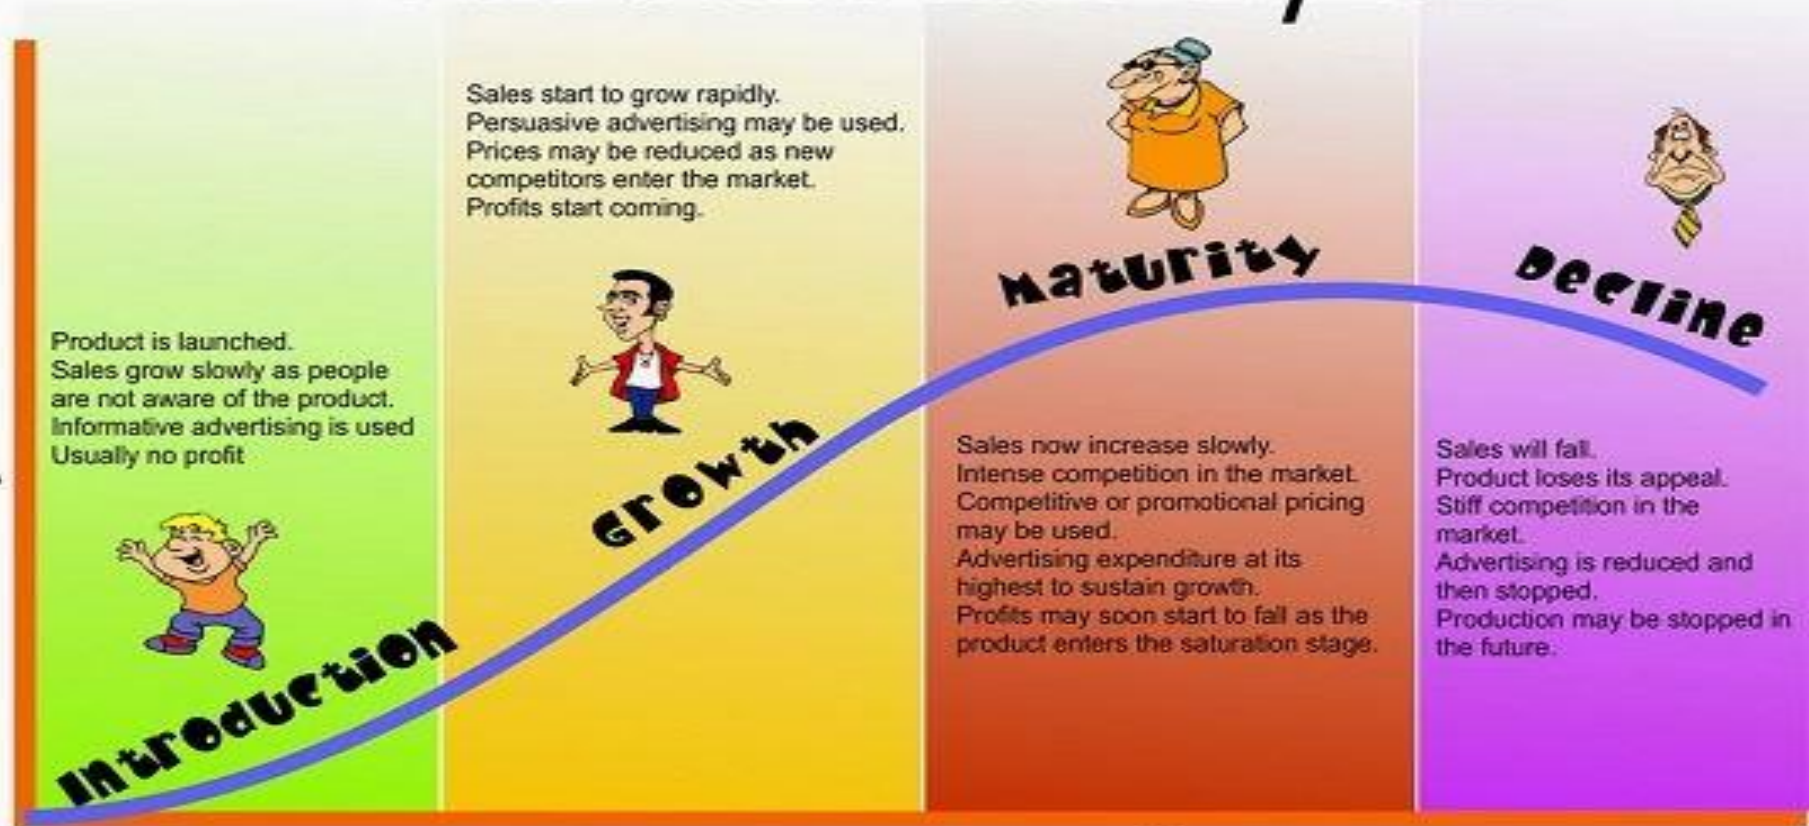 Introduction
Product is launched.
Sales grow slowly as people
are not aware of the product.
Informative advertising is used
Usually no profit
Growth
Sales start to grow rapidly.
Persuasive advertising may be used.
Prices may be reduced as new
competitors enter the market.
Profits start coming.
Maturity
Sales now increase slowly.
Intense competition in the market.
Competitive or promotional pricing
may be used.
Advertising expenditure at its
highest to sustain growth.
Profits may soon start to fall as the
product enters the saturation stage.
Decline
Sales will fall.
Product loses its appeal.
Stiff competition in the
market.
Advertising is reduced and
then stopped.
Production may be stopped in
the future.